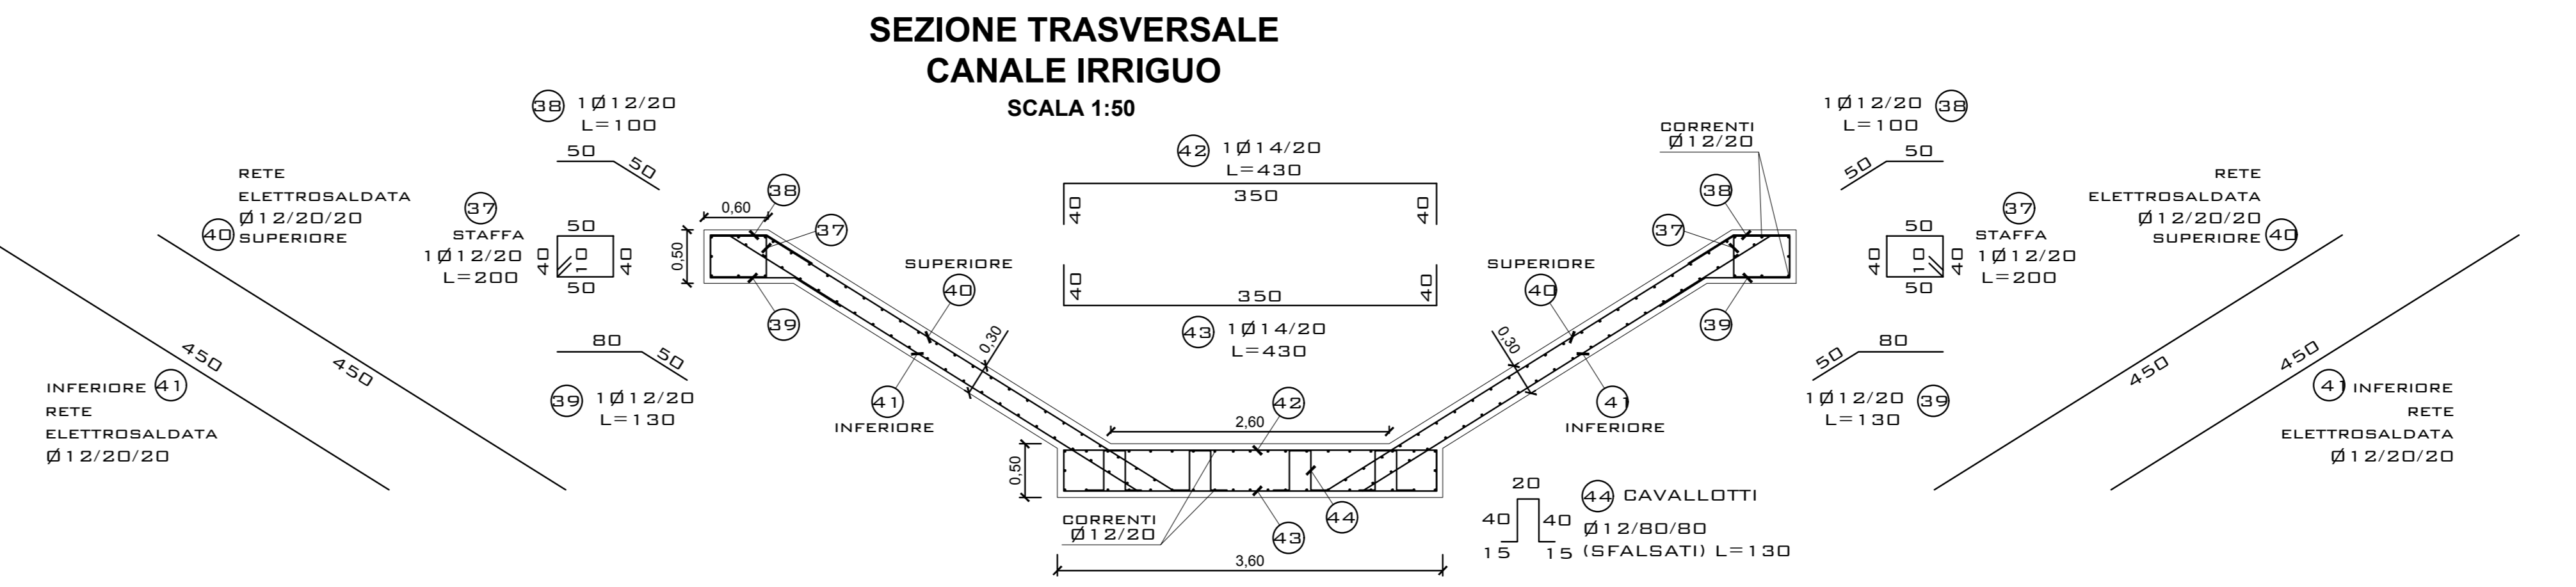 SEZIONE TRASVERSALE
CANALE IRRIGUO
SCALA 1:50
38 1Ø12/20
L=100
50
50
RETE
ELETTROSALDATA
Ø12/20/20
40 SUPERIORE
37
STAFFA
1Ø12/20
L=200
50
40
10
40
50
80
50
39 1Ø12/20
L=130
450
450
INFERIORE 41
RETE
ELETTROSALDATA
Ø12/20/20
0,60
0,50
38
37
39
SUPERIORE
40
41
INFERIORE
0,30
42 1Ø14/20
L=430
350
40
40
40
40
350
43 1Ø14/20
L=430
2,60
42
0,50
CORRENTI
Ø12/20
43
44
3,60
20
40
40
15
15
44 CAVALLOTTI
Ø12/80/80
(SFALSATI) L=130
SUPERIORE
40
0,30
41
INFERIORE
CORRENTI
Ø12/20
38
37
39
1Ø12/20 38
L=100
50
50
37
STAFFA
1Ø12/20
L=200
50
40
10
40
50
80
50
1Ø12/20 39
L=130
RETE
ELETTROSALDATA
Ø12/20/20
SUPERIORE 40
450
450
41 INFERIORE
RETE
ELETTROSALDATA
Ø12/20/20